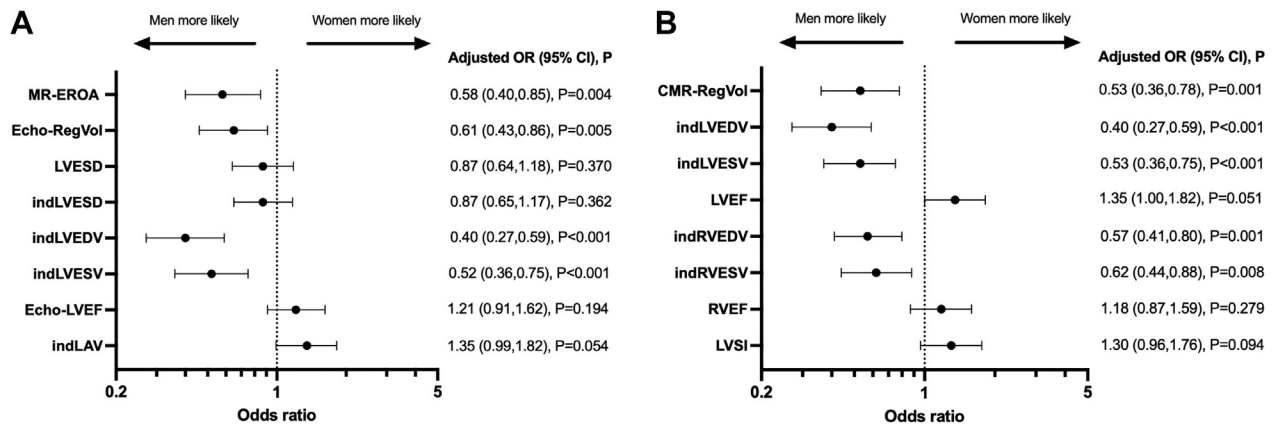 A
Men more likely
Women more likely
Adjusted OR (95% CI), P
MR-EROA
0.58 (0.40,0.85), P=0.004
Echo-RegVol
0.61 (0.43,0.86), P=0.005
LVESD
0.87 (0.64,1.18), P=0.370
indLVESD
0.87 (0.65,1.17), P=0.362
indLVEDV
0.40 (0.27,0.59), P<0.001
indLVESV
0.52 (0.36,0.75), P<0.001
Echo-LVEF
1.21 (0.91,1.62), P=0.194
indLAV
1.35 (0.99,1.82), P=0.054
0.2
1
5
Odds ratio
B
Men more likely
Women more likely
Adjusted OR (95% CI), P
CMR-RegVol
0.53 (0.36,0.78), P=0.001
indLVEDV
0.40 (0.27,0.59), P<0.001
indLVESV
0.53 (0.36,0.75), P<0.001
LVEF
1.35 (1.00,1.82), P=0.051
indRVEDV
0.57 (0.41,0.80), P=0.001
indRVESV
0.62 (0.44,0.88), P=0.008
RVEF
1.18 (0.87,1.59), P=0.279
LVSI
1.30 (0.96,1.76), P=0.094
0.2
1
5
Odds ratio